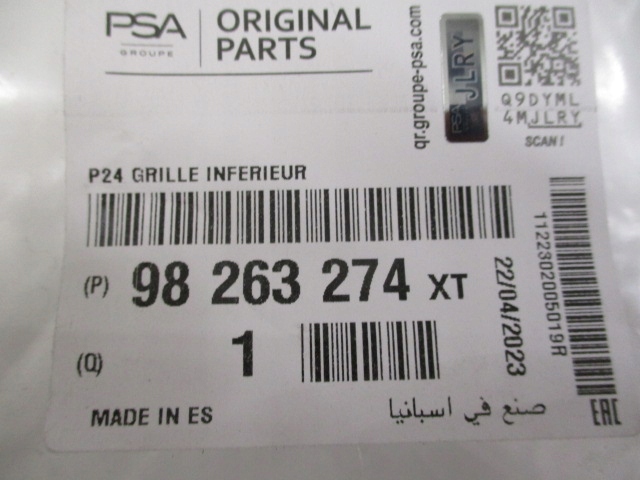 PSA
GROUPE
ORIGINAL
PARTS
qr.groupe-psa.com
PSA JLRY
Q9DYML
4MJLRY
SCAN!
P24 GRILLE INFERIEUR
(P) 98 263 274 XT
22/04/2023
1122302005019R
(Q) 1
MADE IN ES
صنع في اسبانيا
EAC